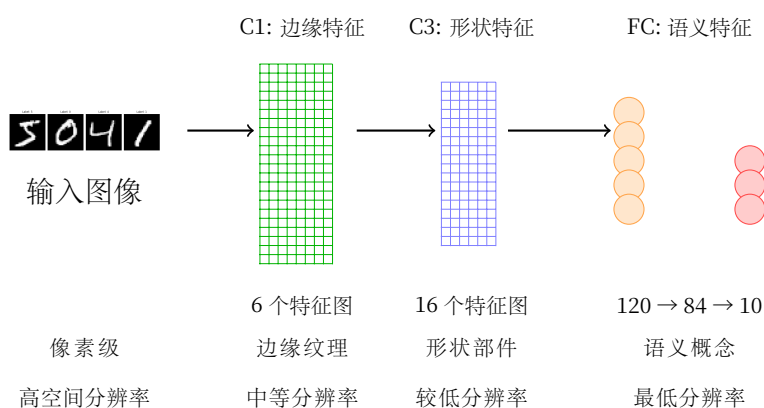 C1: 边缘特征
C3: 形状特征
FC: 语义特征
输入图像
6 个特征图
16 个特征图
120 → 84 → 10
像素级
边缘纹理
形状部件
语义概念
高空间分辨率
中等分辨率
较低分辨率
最低分辨率